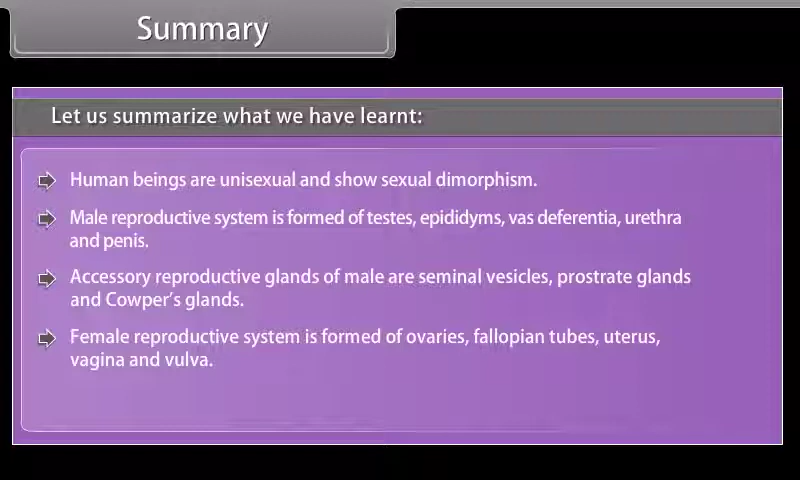 Summary
Let us summarize what we have learnt:
Human beings are unisexual and show sexual dimorphism.
Male reproductive system is formed of testes, epididyms, vas deferentia, urethra
and penis.
Accessory reproductive glands of male are seminal vesicles, prostrate glands
and Cowper's glands.
Female reproductive system is formed of ovaries, fallopian tubes, uterus,
vagina and vulva.